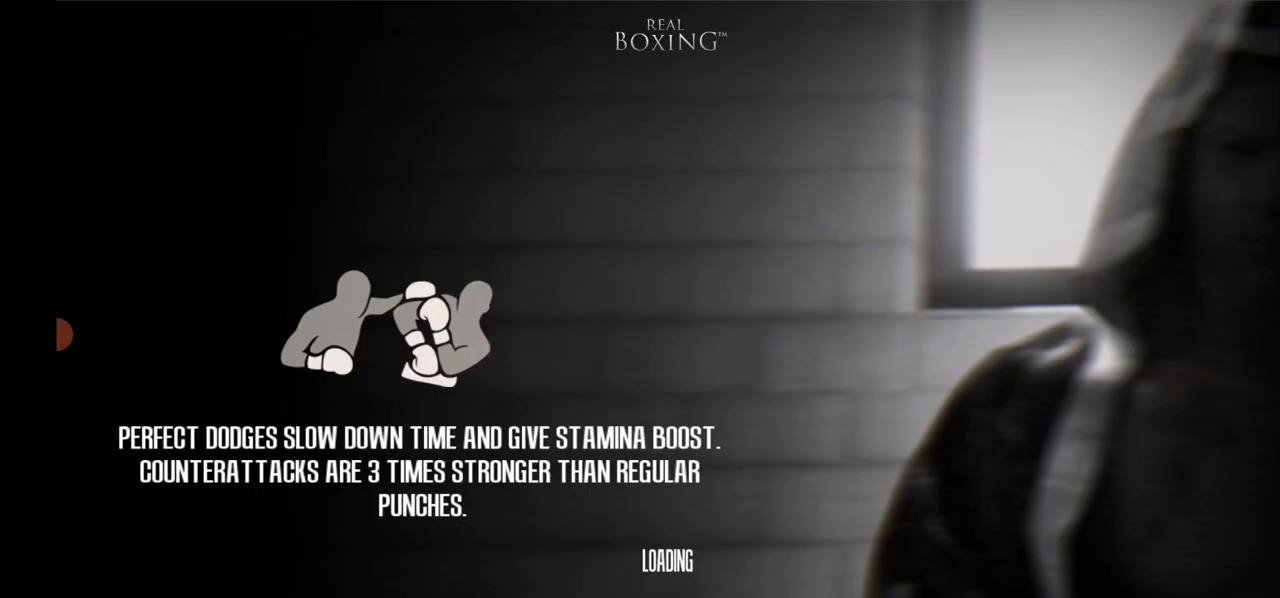 REAL
BOXING™
PERFECT DODGES SLOW DOWN TIME AND GIVE STAMINA BOOST.
COUNTERATTACKS ARE 3 TIMES STRONGER THAN REGULAR
PUNCHES.
LOADING